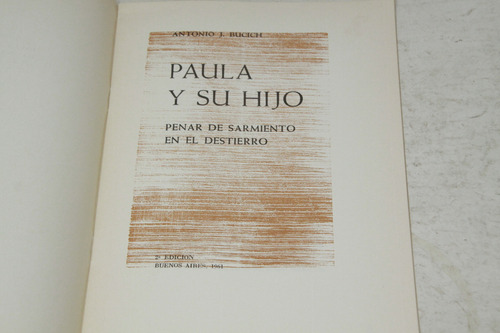 ANTONIO J. BUCICH
PAULA
Y SU HIJO
PENAR DE SARMIENTO
EN EL DESTIERRO
2ª EDICION
BUENOS AIRES, 1961